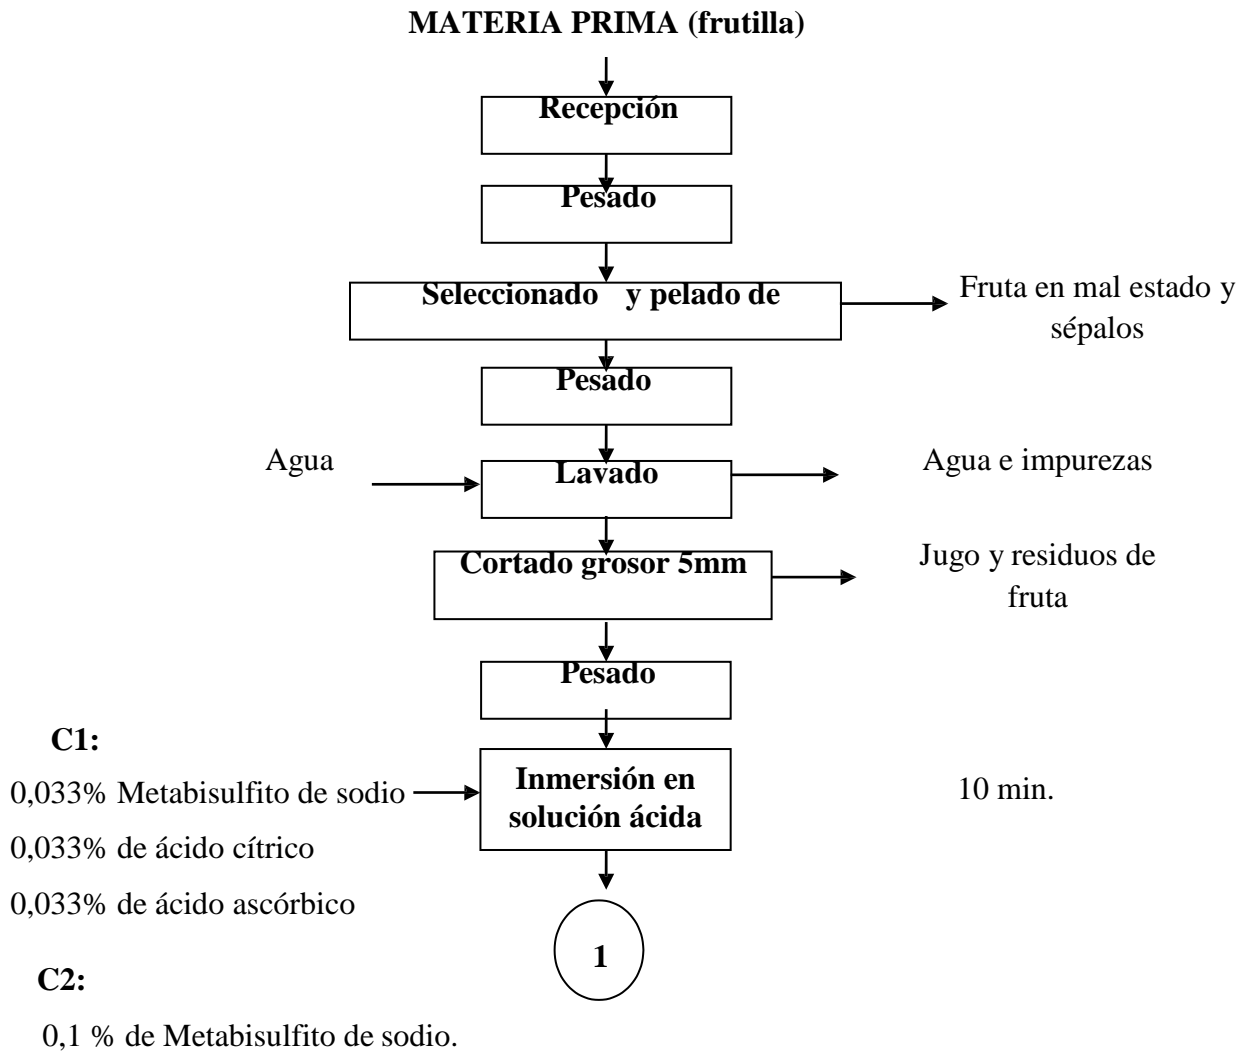 MATERIA PRIMA (frutilla)
Recepción
Pesado
Seleccionado y pelado de
Fruta en mal estado y
sépalos
Pesado
Agua
Lavado
Agua e impurezas
Cortado grosor 5mm
Jugo y residuos de
fruta
Pesado
C1:
0,033% Metabisulfito de sodio
0,033% de ácido cítrico
0,033% de ácido ascórbico
Inmersión en
solución ácida
10 min.
1
C2:
0,1 % de Metabisulfito de sodio.